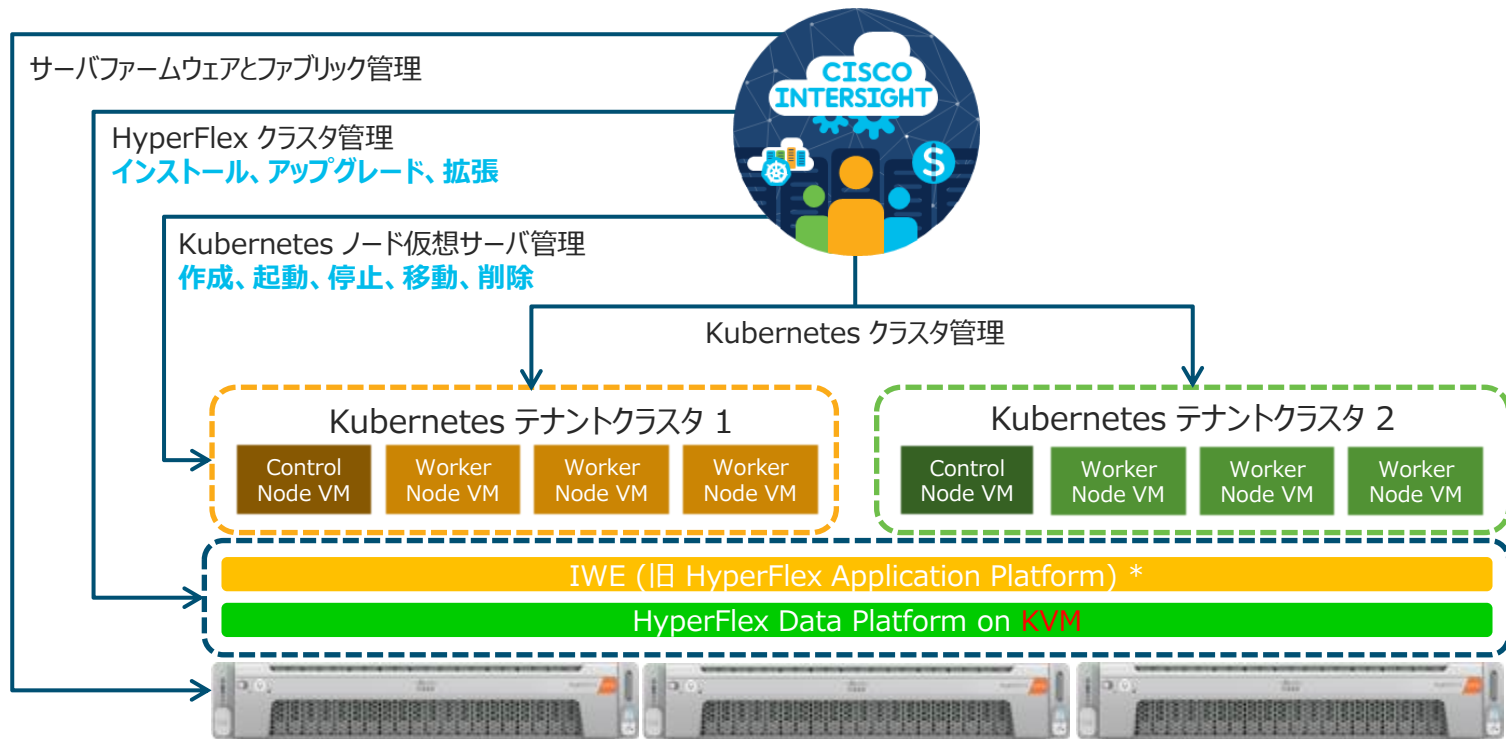 サーバファームウェアとファブリック管理
CISCO
INTERSIGHT
HyperFlex クラスタ管理
インストール、アップグレード、拡張
$
Kubernetes ノード仮想サーバ管理
作成、起動、停止、移動、削除
Kubernetes クラスタ管理
Kubernetes テナントクラスタ 1
Control
Node VM
Worker
Node VM
Worker
Node VM
Worker
Node VM
Kubernetes テナントクラスタ 2
Control
Node VM
Worker
Node VM
Worker
Node VM
Worker
Node VM
IWE (旧 HyperFlex Application Platform) *
HyperFlex Data Platform on KVM